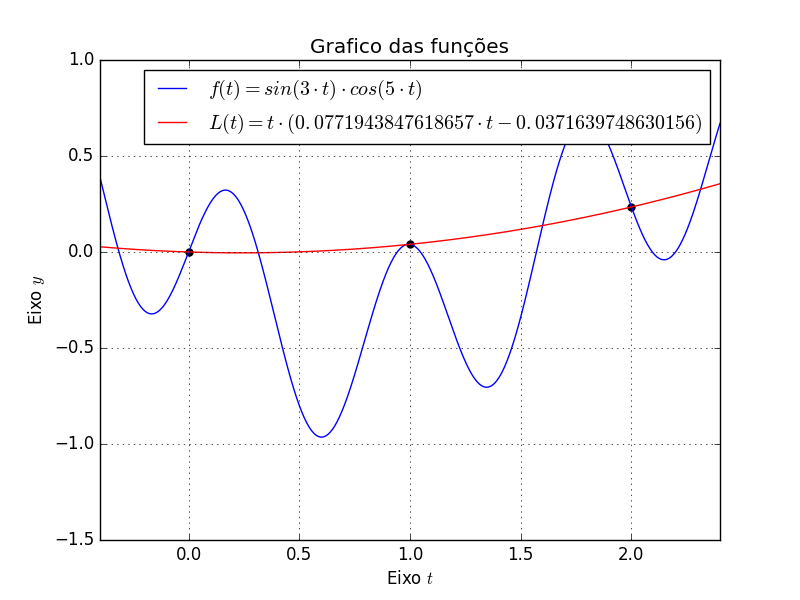 Grafico das funções
f(t) = sin(3 · t) · cos(5 · t)
L(t) = t · (0.0771943847618657 · t − 0.0371639748630156)
1.0
0.5
0.0
−0.5
−1.0
−1.5
Eixo y
0.0 0.5 1.0 1.5 2.0
Eixo t